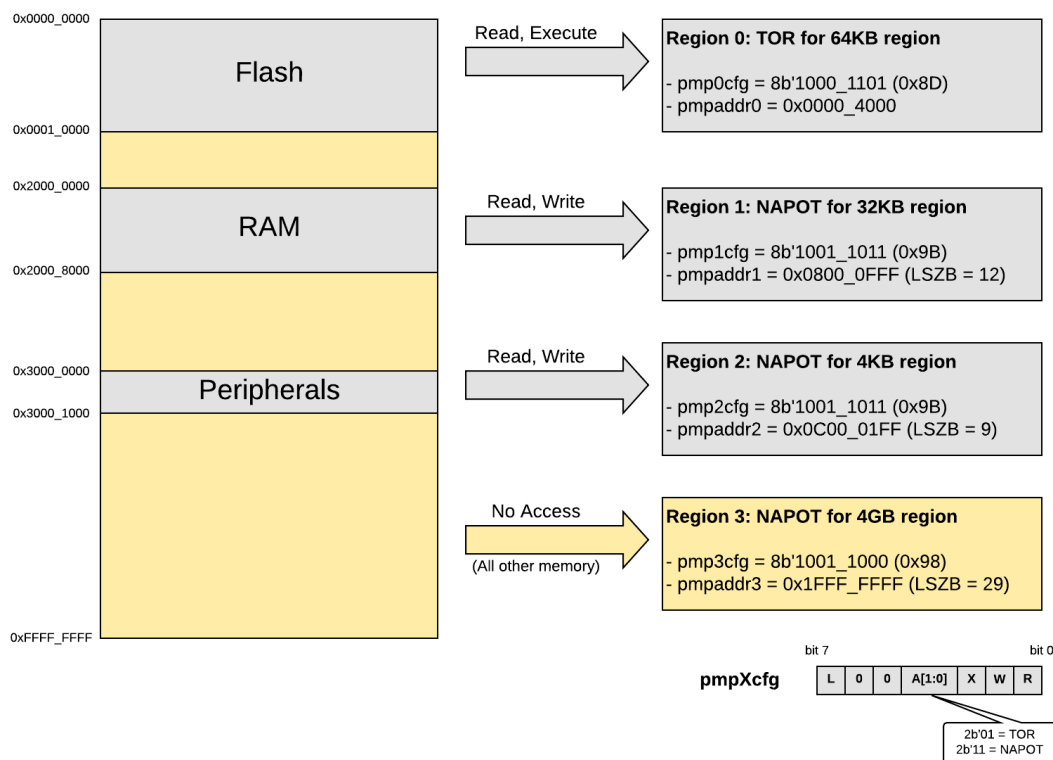 0x0000_0000
Flash
0x0001_0000
0x2000_0000
RAM
0x2000_8000
0x3000_0000
Peripherals
0x3000_1000
0xFFFF_FFFF
Read, Execute
Region 0: TOR for 64KB region
- pmp0cfg = 8b'1000_1101 (0x8D)
- pmpaddr0 = 0x0000_4000
Read, Write
Region 1: NAPOT for 32KB region
- pmp1cfg = 8b'1001_1011 (0x9B)
- pmpaddr1 = 0x0800_0FFF (LSZB = 12)
Read, Write
Region 2: NAPOT for 4KB region
- pmp2cfg = 8b'1001_1011 (0x9B)
- pmpaddr2 = 0x0C00_01FF (LSZB = 9)
No Access
(All other memory)
Region 3: NAPOT for 4GB region
- pmp3cfg = 8b'1001_1000 (0x98)
- pmpaddr3 = 0x1FFF_FFFF (LSZB = 29)
bit 7 bit 0
pmpXcfg L 0 0 A[1:0] X W R
2b'01 = TOR
2b'11 = NAPOT